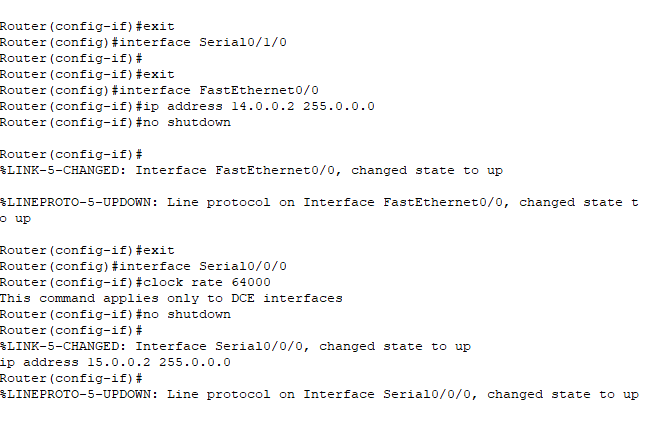 Router(config-if)#exit
Router(config)#interface Serial0/1/0
Router(config-if)#
Router(config-if)#exit
Router(config)#interface FastEthernet0/0
Router(config-if)#ip address 14.0.0.2 255.0.0.0
Router(config-if)#no shutdown
Router(config-if)#
%LINK-5-CHANGED: Interface FastEthernet0/0, changed state to up
%LINEPROTO-5-UPDOWN: Line protocol on Interface FastEthernet0/0, changed state t
o up
Router(config-if)#exit
Router(config)#interface Serial0/0/0
Router(config-if)#clock rate 64000
This command applies only to DCE interfaces
Router(config-if)#no shutdown
Router(config-if)#
%LINK-5-CHANGED: Interface Serial0/0/0, changed state to up
ip address 15.0.0.2 255.0.0.0
Router(config-if)#
%LINEPROTO-5-UPDOWN: Line protocol on Interface Serial0/0/0, changed state to up